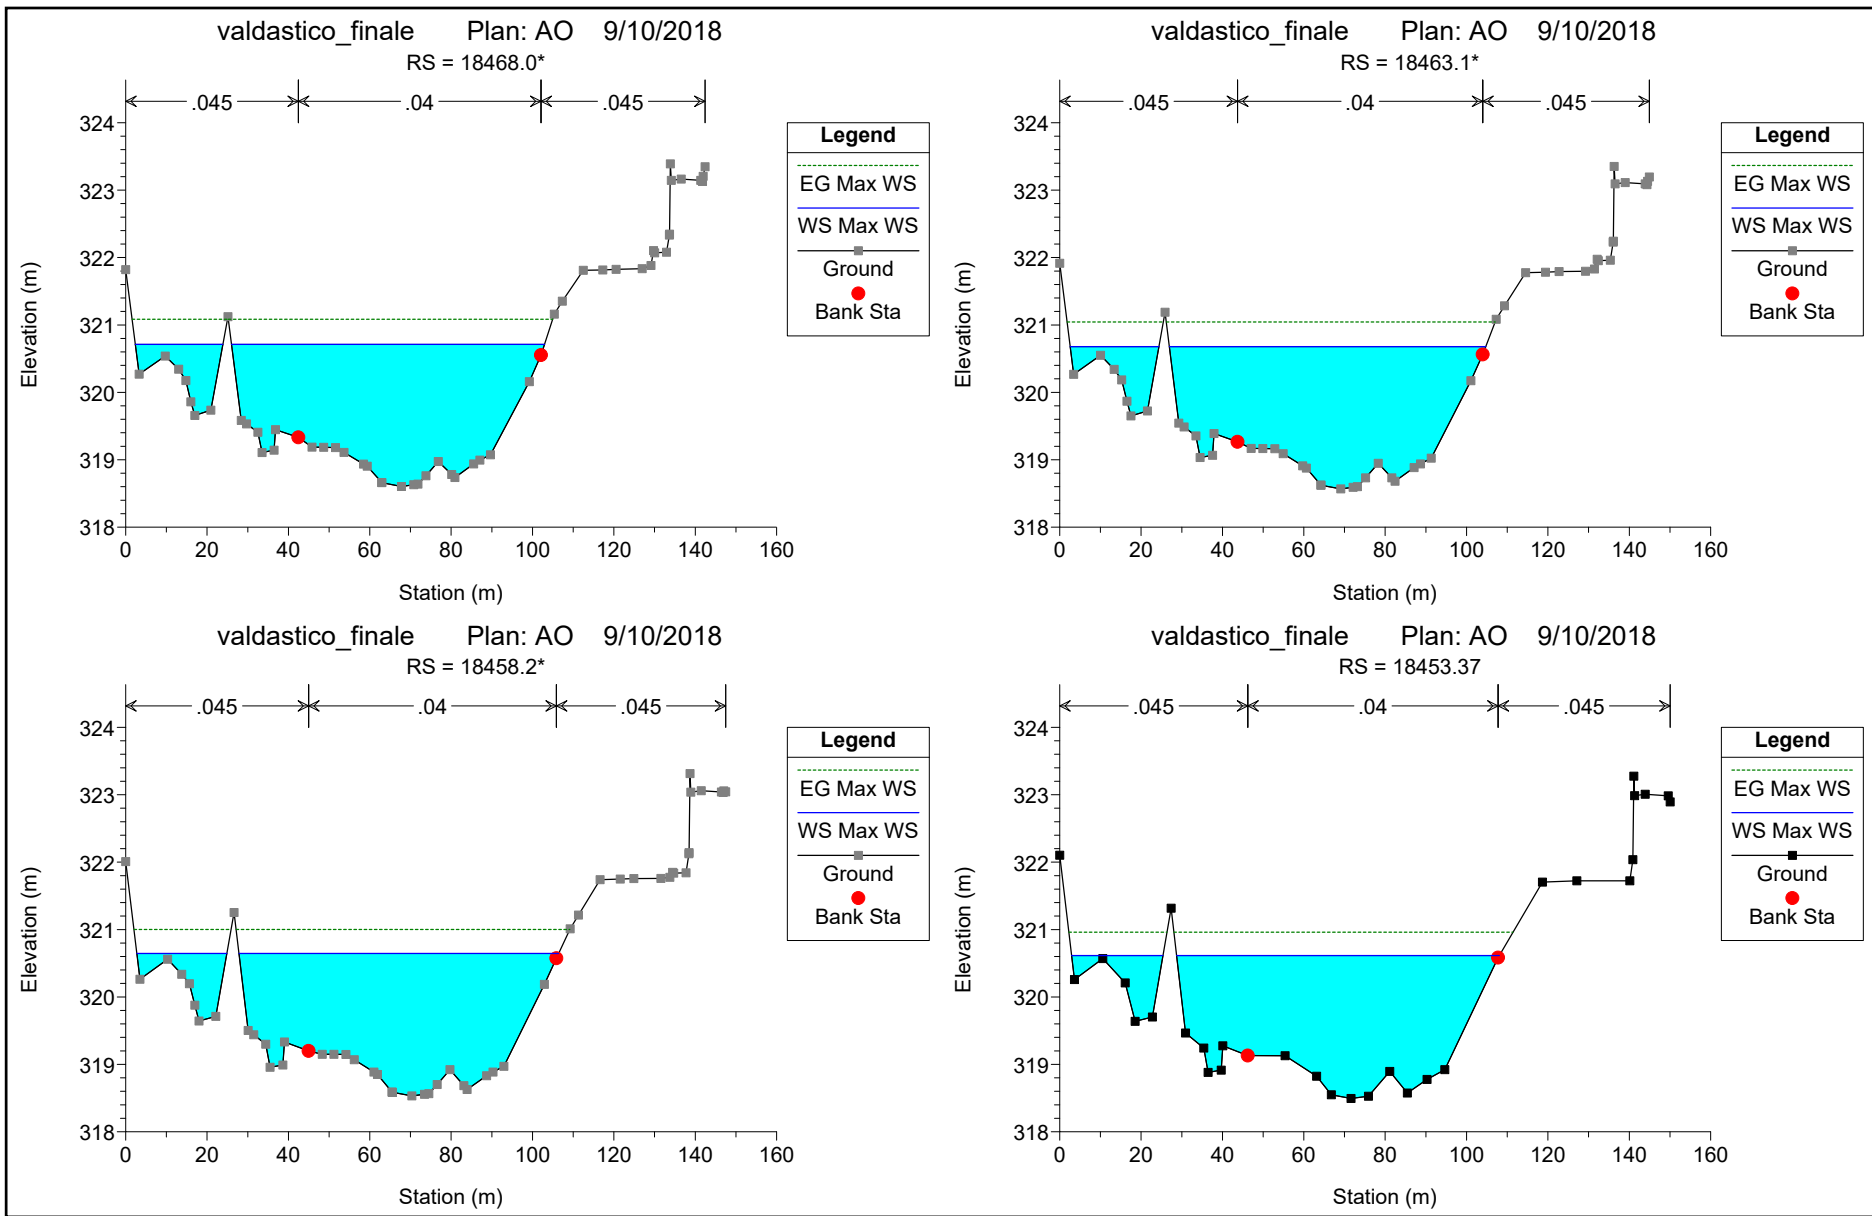 valdastico_finale Plan: AO 9/10/2018
RS = 18468.0*
.045 .04 .045
324
323
322
321
320
319
318
0 20 40 60 80 100 120 140 160
Station (m)
Elevation (m)
Legend
EG Max WS
WS Max WS
Ground
Bank Sta
valdastico_finale Plan: AO 9/10/2018
RS = 18463.1*
.045 .04 .045
324
323
322
321
320
319
318
0 20 40 60 80 100 120 140 160
Station (m)
Elevation (m)
Legend
EG Max WS
WS Max WS
Ground
Bank Sta
valdastico_finale Plan: AO 9/10/2018
RS = 18458.2*
.045 .04 .045
324
323
322
321
320
319
318
0 20 40 60 80 100 120 140 160
Station (m)
Elevation (m)
Legend
EG Max WS
WS Max WS
Ground
Bank Sta
valdastico_finale Plan: AO 9/10/2018
RS = 18453.37
.045 .04 .045
324
323
322
321
320
319
318
0 20 40 60 80 100 120 140 160
Station (m)
Elevation (m)
Legend
EG Max WS
WS Max WS
Ground
Bank Sta